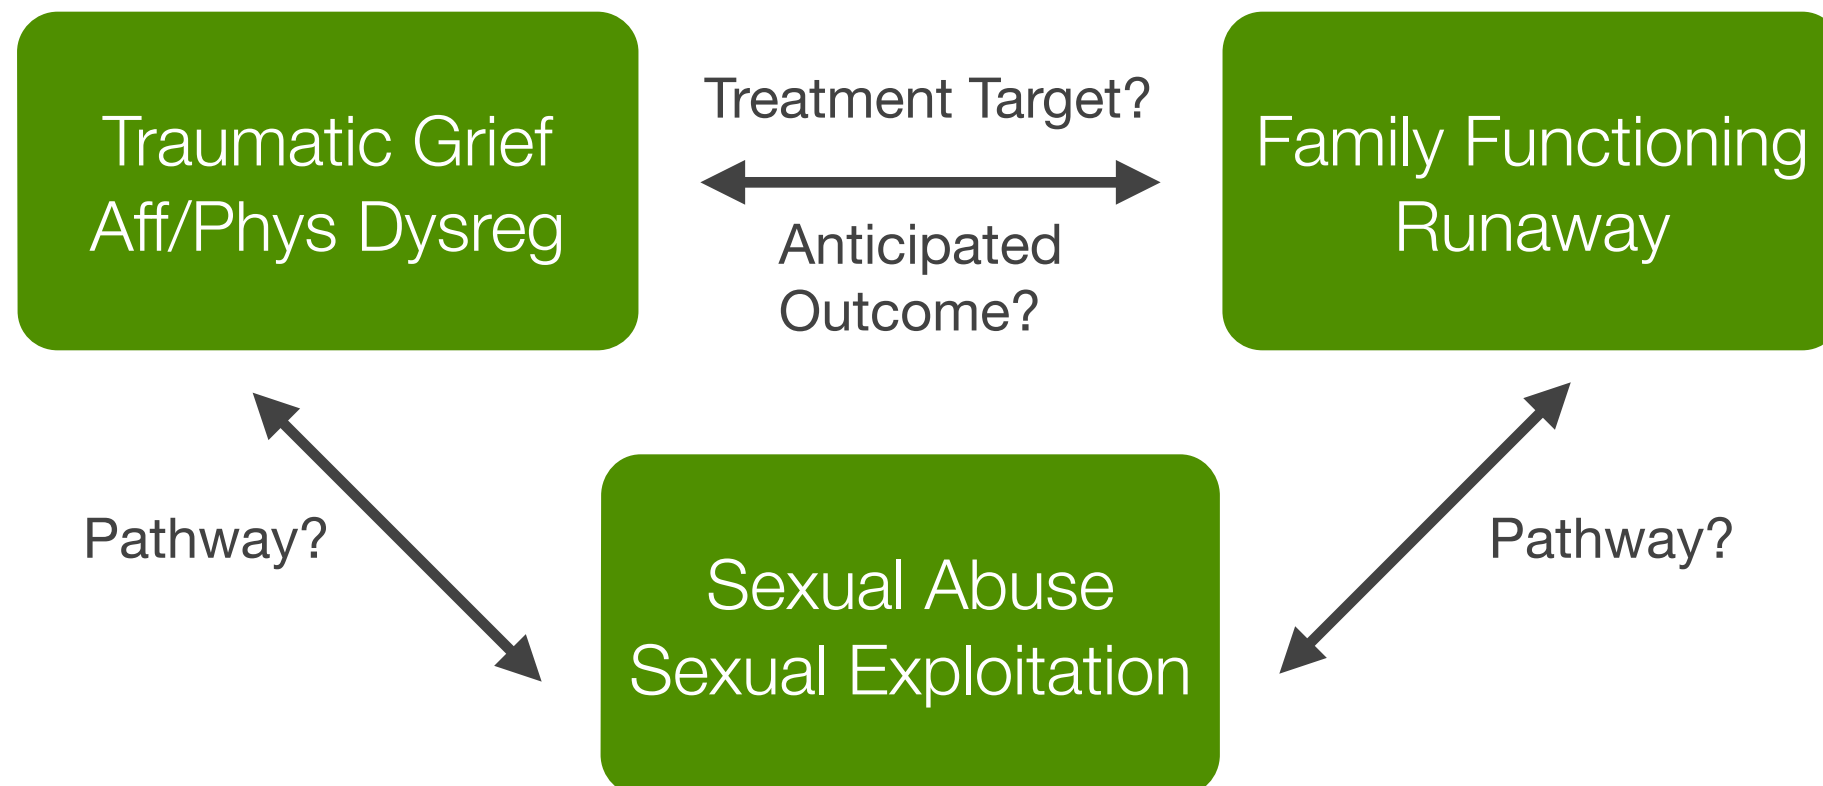 Traumatic Grief
Aff/Phys Dysreg
Treatment Target?
Anticipated
Outcome?
Family Functioning
Runaway
Pathway?
Sexual Abuse
Sexual Exploitation
Pathway?